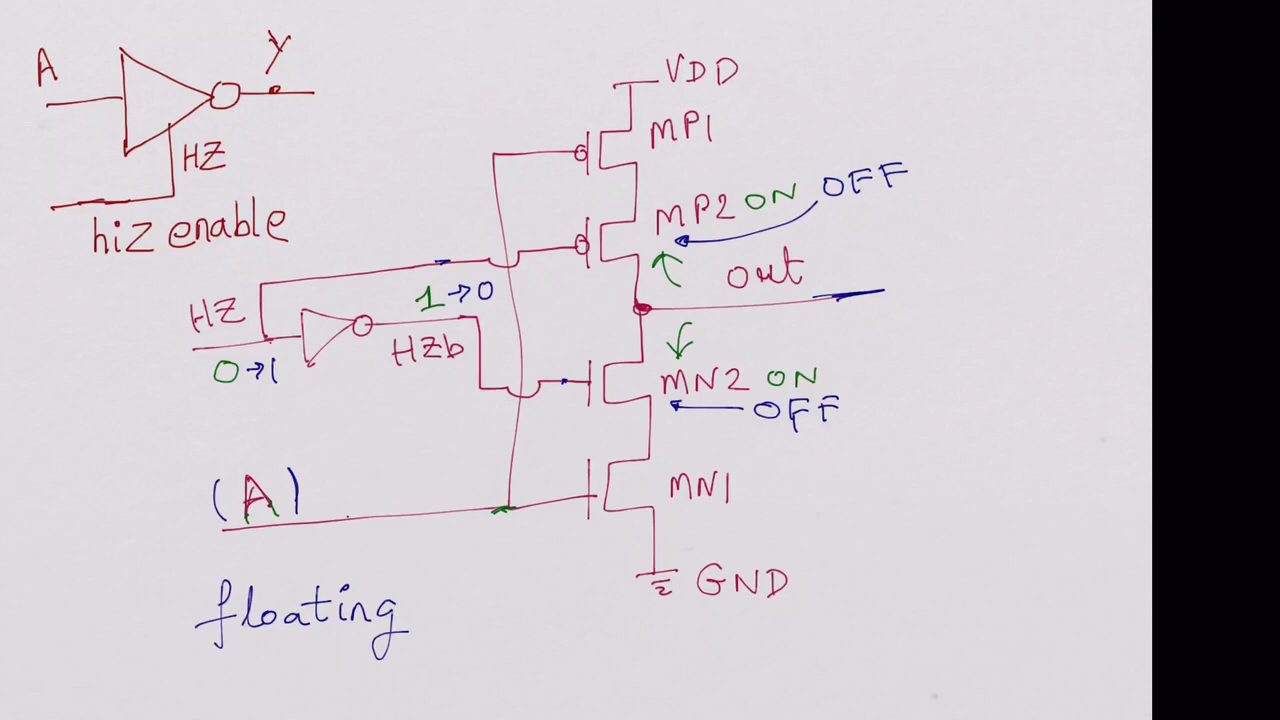 A
Y
HZ
hiz enable
VDD
MP1
MP2 ON OFF
out
HZ
0→1
1→0
HZb
MN2 ON
OFF
(A)
MN1
GND
floating